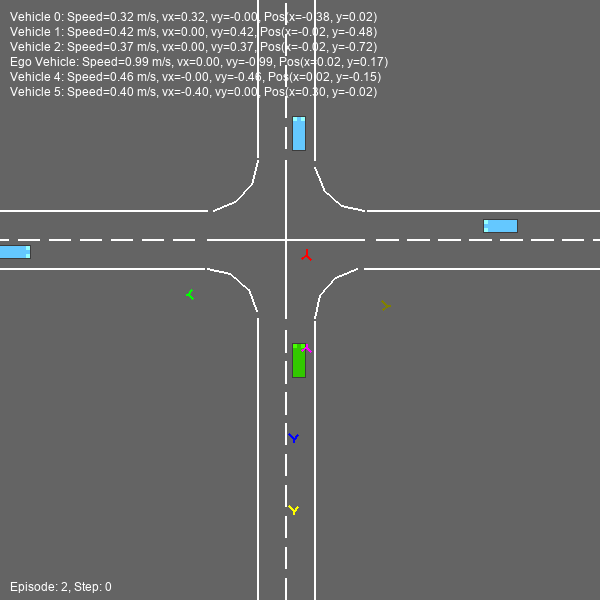 Vehicle 0: Speed=0.32 m/s, vx=0.32, vy=-0.00, Pos(x=-0.38, y=0.02)
Vehicle 1: Speed=0.42 m/s, vx=0.00, vy=0.42, Pos(x=-0.02, y=-0.48)
Vehicle 2: Speed=0.37 m/s, vx=0.00, vy=0.37, Pos(x=-0.02, y=-0.72)
Ego Vehicle: Speed=0.99 m/s, vx=0.00, vy=-0.99, Pos(x=0.02, y=0.17)
Vehicle 4: Speed=0.46 m/s, vx=-0.00, vy=-0.46, Pos(x=0.02, y=-0.15)
Vehicle 5: Speed=0.40 m/s, vx=-0.40, vy=0.00, Pos(x=0.30, y=-0.02)
Episode: 2, Step: 0